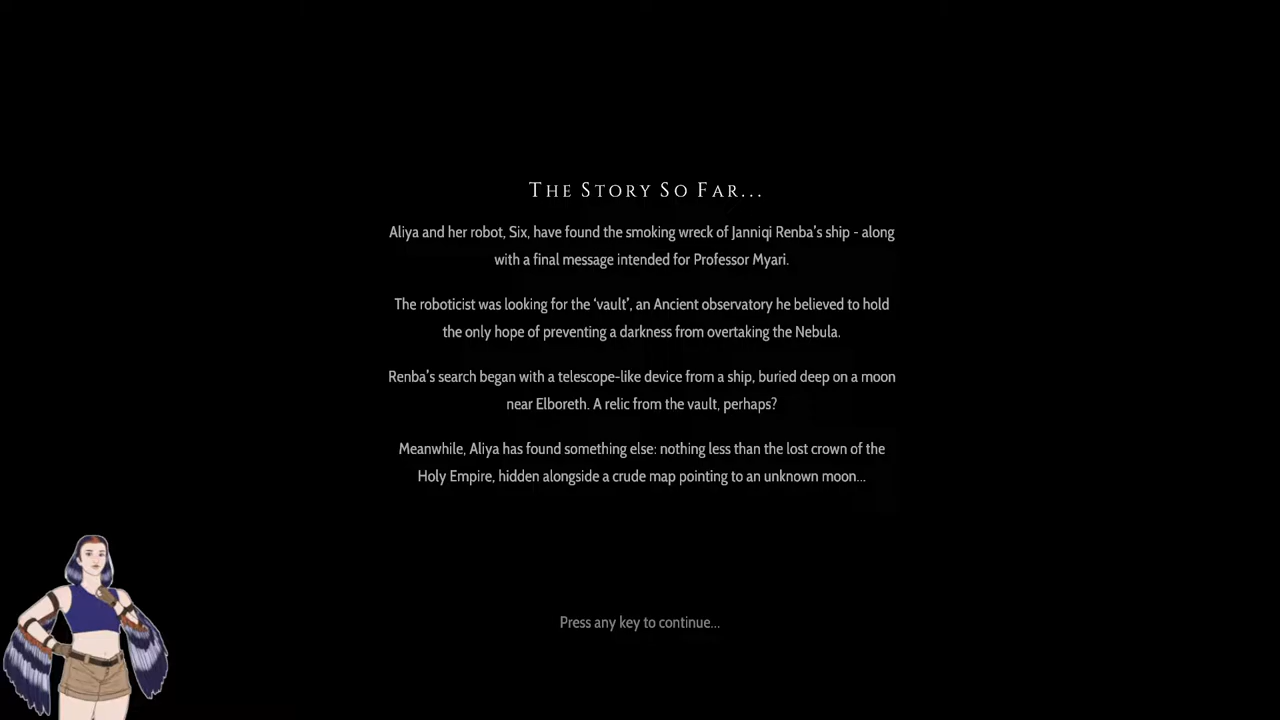 The Story So Far...
Aliya and her robot, Six, have found the smoking wreck of Janniqi Renba's ship - along
with a final message intended for Professor Myari.
The roboticist was looking for the ‘vault’, an Ancient observatory he believed to hold
the only hope of preventing a darkness from overtaking the Nebula.
Renba's search began with a telescope-like device from a ship, buried deep on a moon
near Elboreth. A relic from the vault, perhaps?
Meanwhile, Aliya has found something else: nothing less than the lost crown of the
Holy Empire, hidden alongside a crude map pointing to an unknown moon...
Press any key to continue...